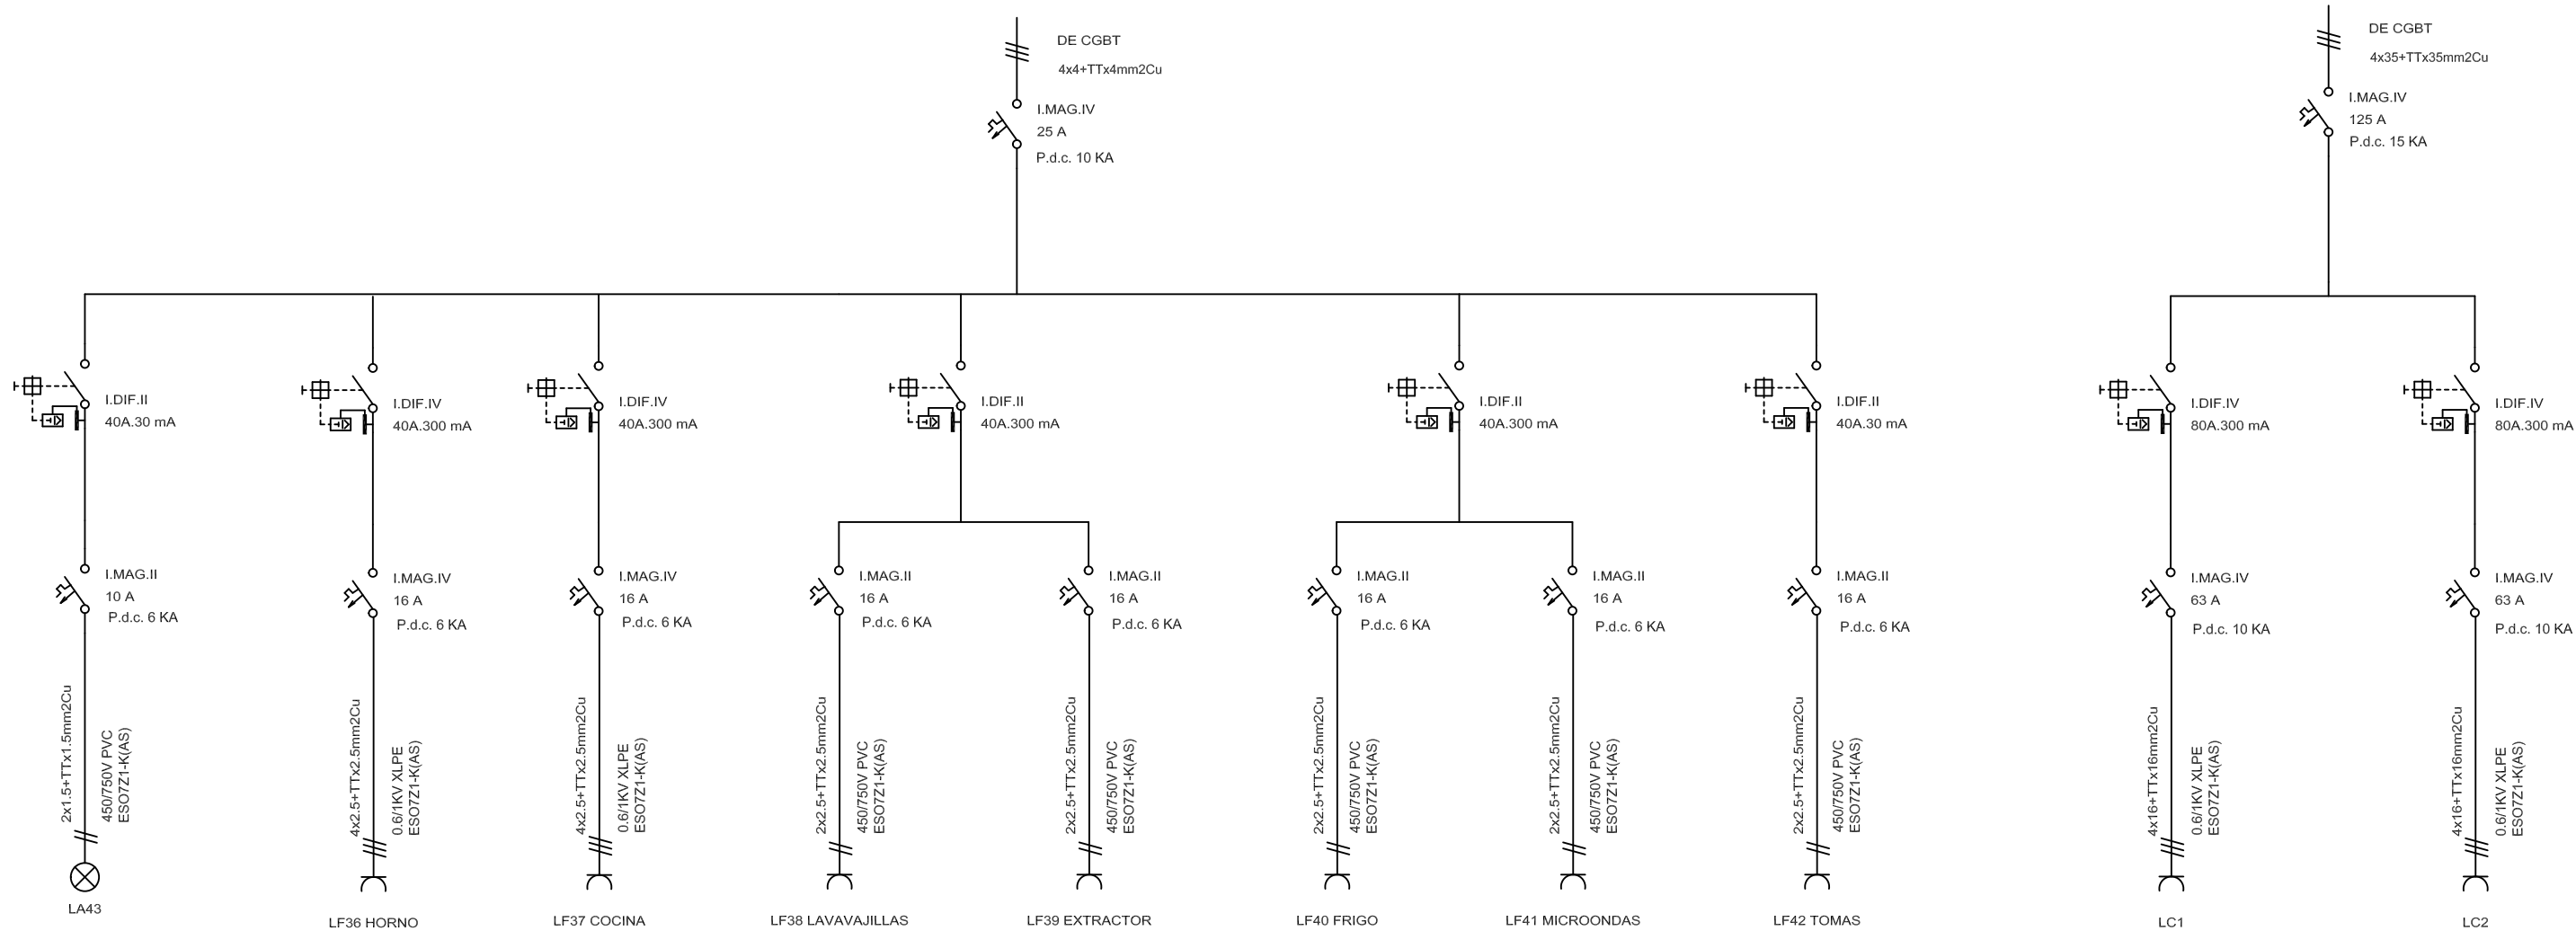 DE CGBT
4x4+TTx4mm2Cu
I.MAG.IV
25 A
P.d.c. 10 KA
DE CGBT
4x35+TTx35mm2Cu
I.MAG.IV
125 A
P.d.c. 15 KA
I.DIF.II
40A.30 mA
I.DIF.IV
40A.300 mA
I.DIF.IV
40A.300 mA
I.DIF.II
40A.300 mA
I.DIF.II
40A.300 mA
I.DIF.II
40A.30 mA
I.DIF.IV
80A.300 mA
I.DIF.IV
80A.300 mA
I.MAG.II
10 A
P.d.c. 6 KA
I.MAG.IV
16 A
P.d.c. 6 KA
I.MAG.IV
16 A
P.d.c. 6 KA
I.MAG.II
16 A
P.d.c. 6 KA
I.MAG.II
16 A
P.d.c. 6 KA
I.MAG.II
16 A
P.d.c. 6 KA
I.MAG.II
16 A
P.d.c. 6 KA
I.MAG.II
16 A
P.d.c. 6 KA
I.MAG.IV
63 A
P.d.c. 10 KA
I.MAG.IV
63 A
P.d.c. 10 KA
2x1.5+TTx1.5mm2Cu
450/750V PVC
ESO7Z1-K(AS)
4x2.5+TTx2.5mm2Cu
0.6/1KV XLPE
ESO7Z1-K(AS)
4x2.5+TTx2.5mm2Cu
0.6/1KV XLPE
ESO7Z1-K(AS)
2x2.5+TTx2.5mm2Cu
450/750V PVC
ESO7Z1-K(AS)
2x2.5+TTx2.5mm2Cu
450/750V PVC
ESO7Z1-K(AS)
2x2.5+TTx2.5mm2Cu
450/750V PVC
ESO7Z1-K(AS)
2x2.5+TTx2.5mm2Cu
450/750V PVC
ESO7Z1-K(AS)
2x2.5+TTx2.5mm2Cu
450/750V PVC
ESO7Z1-K(AS)
4x16+TTx16mm2Cu
0.6/1KV XLPE
ESO7Z1-K(AS)
4x16+TTx16mm2Cu
0.6/1KV XLPE
ESO7Z1-K(AS)
LA43
LF36 HORNO
LF37 COCINA
LF38 LAVAVAJILLAS
LF39 EXTRACTOR
LF40 FRIGO
LF41 MICROONDAS
LF42 TOMAS
LC1
LC2